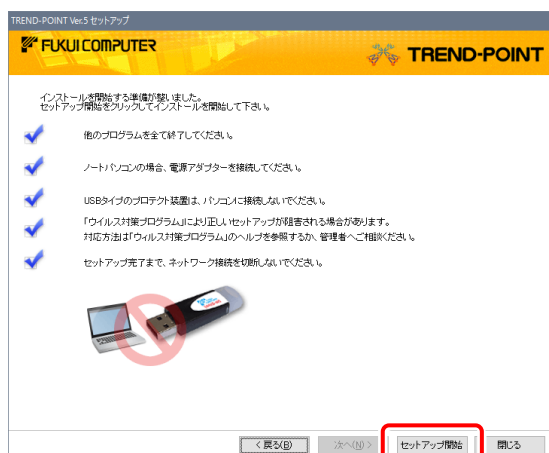 TREND-POINT Ver.5 セットアップ
FUKUI COMPUTER
TREND-POINT
インストールを開始する準備が整いました。
セットアップ開始をクリックしてインストールを開始して下さい。
他のプログラムを全て終了してください。
ノートパソコンの場合、電源アダプターを接続してください。
USBタイプのプロテクト装置は、パソコンに接続しないでください。
「ウイルス対策プログラム」により正しいセットアップが阻害される場合があります。
対応方法は「ウィルス対策プログラム」のヘルプを参照するか、管理者へご相談ください。
セットアップ完了まで、ネットワーク接続を切断しないでください。
< 戻る(B) 次へ(N) > セットアップ開始 閉じる